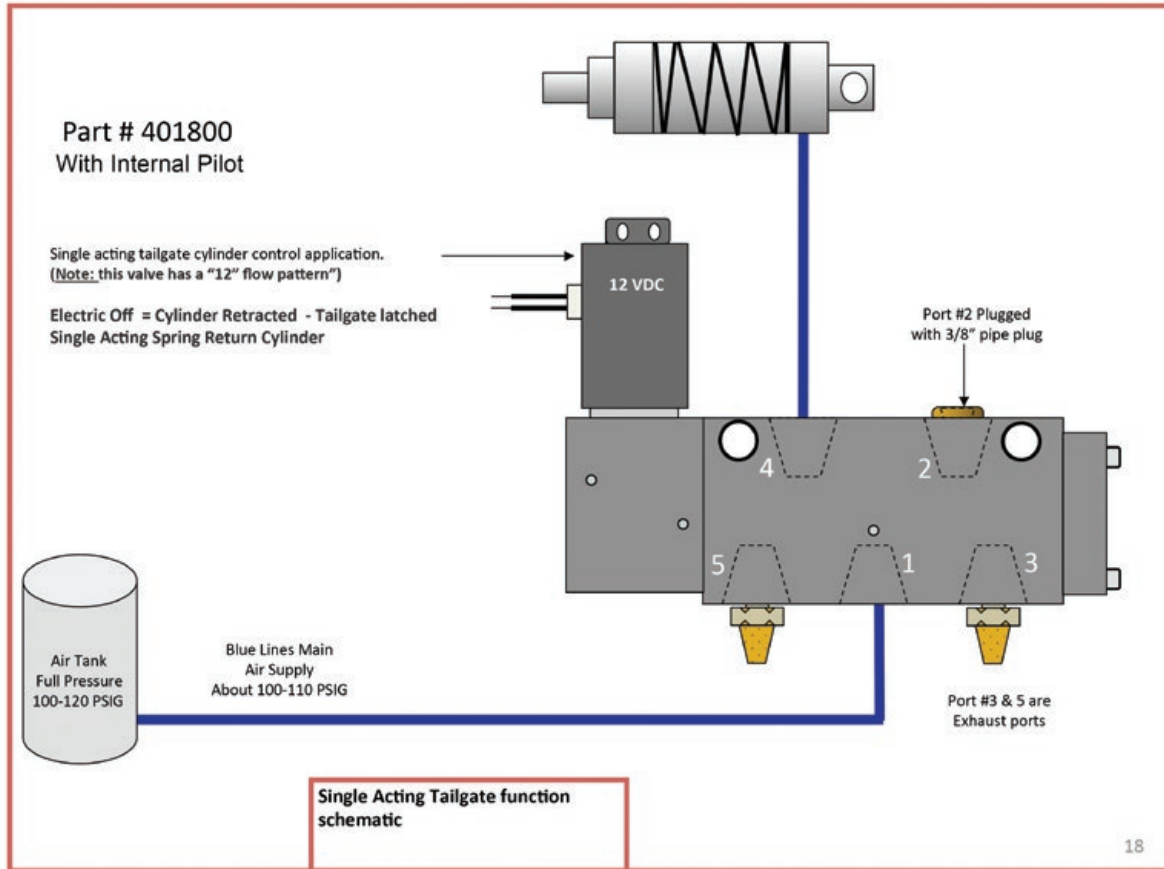 Part # 401800
With Internal Pilot
Single acting tailgate cylinder control application.
(Note: this valve has a “12” flow pattern”)
Electric Off = Cylinder Retracted - Tailgate latched
Single Acting Spring Return Cylinder
12 VDC
Port #2 Plugged
with 3/8” pipe plug
4
2
5
1
3
Air Tank
Full Pressure
100-120 PSIG
Blue Lines Main
Air Supply
About 100-110 PSIG
Port #3 & 5 are
Exhaust ports
Single Acting Tailgate function
schematic
18